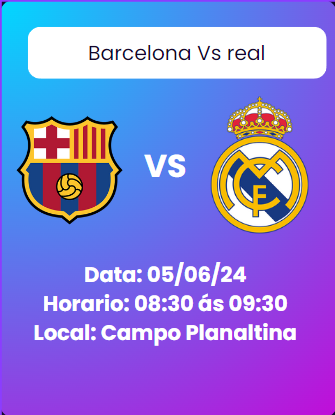 Barcelona Vs real
VS
Data: 05/06/24
Horario: 08:30 ás 09:30
Local: Campo Planaltina